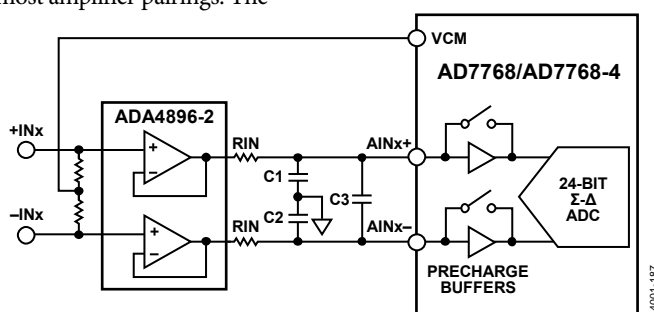 most amplifier pairings. The
VCM
AD7768/AD7768-4
ADA4896-2
+INx
RIN
AINx+
C1
C3
24-BIT
Σ-Δ
ADC
C2
–INx
RIN
AINx–
PRECHARGE
BUFFERS